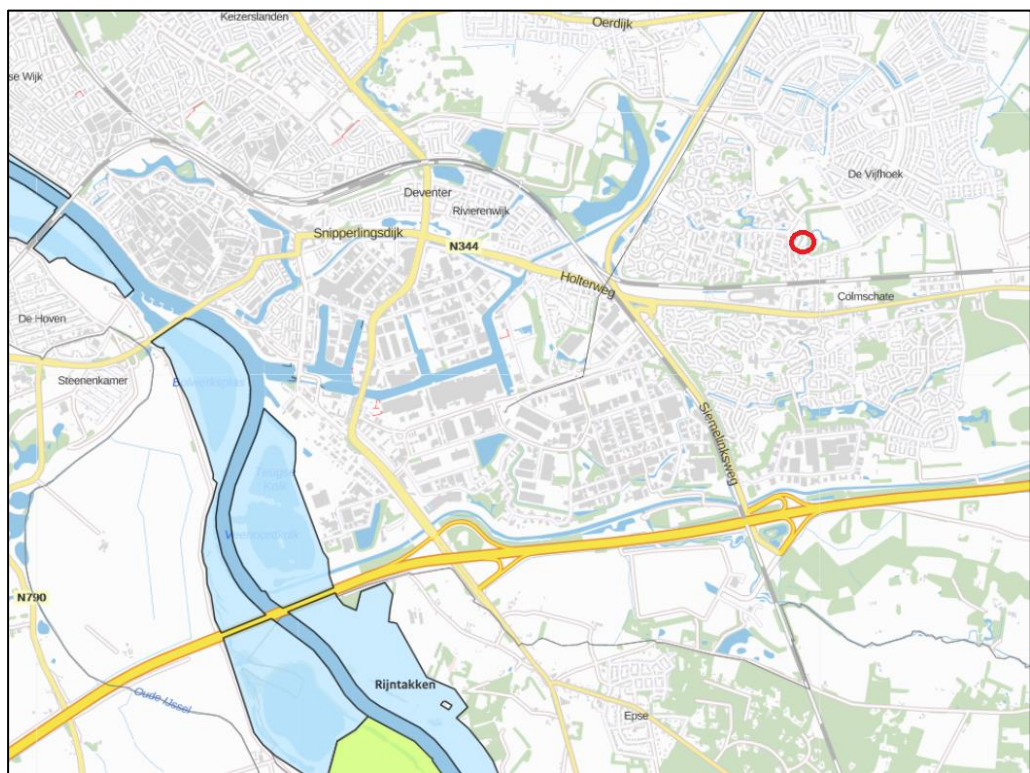 Keizerslanden
Oerdijk
se Wijk
De Vijfhoek
Deventer
Rivierenwijk
Snipperlingsdijk
N344
Holterweg
Colmschate
De Hoven
Steenenkamer
Siemelinksweg
N790
Rijntakken
Oude IJssel
Epse